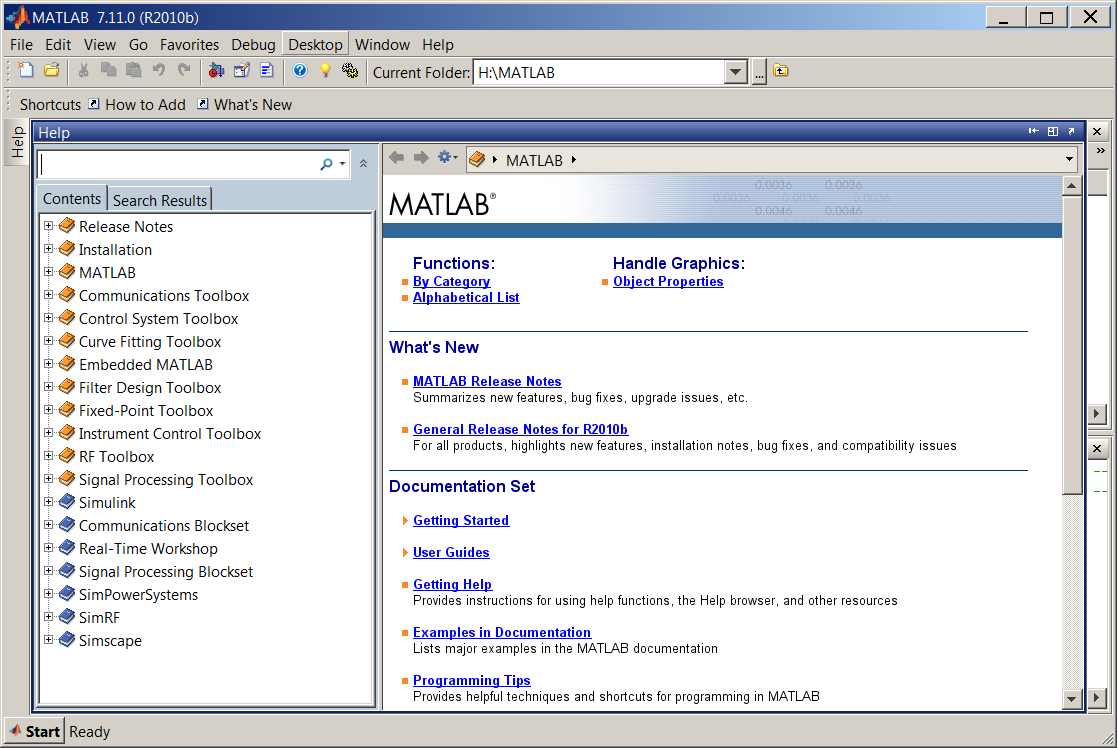 MATLAB 7.11.0 (R2010b)
File Edit View Go Favorites Debug Desktop Window Help
Current Folder: H:\MATLAB ...
Shortcuts How to Add What's New
Help
Help
MATLAB
Contents Search Results
Release Notes
Installation
MATLAB
Communications Toolbox
Control System Toolbox
Curve Fitting Toolbox
Embedded MATLAB
Filter Design Toolbox
Fixed-Point Toolbox
Instrument Control Toolbox
RF Toolbox
Signal Processing Toolbox
Simulink
Communications Blockset
Real-Time Workshop
Signal Processing Blockset
SimPowerSystems
SimRF
Simscape
MATLAB®
0.0036 0.0036
0.0036 0.0036 0.0036
0.0046 0.0046
Functions:
By Category
Alphabetical List
Handle Graphics:
Object Properties
What's New
MATLAB Release Notes
Summarizes new features, bug fixes, upgrade issues, etc.
General Release Notes for R2010b
For all products, highlights new features, installation notes, bug fixes, and compatibility issues
Documentation Set
Getting Started
User Guides
Getting Help
Provides instructions for using help functions, the Help browser, and other resources
Examples in Documentation
Lists major examples in the MATLAB documentation
Programming Tips
Provides helpful techniques and shortcuts for programming in MATLAB
Start Ready